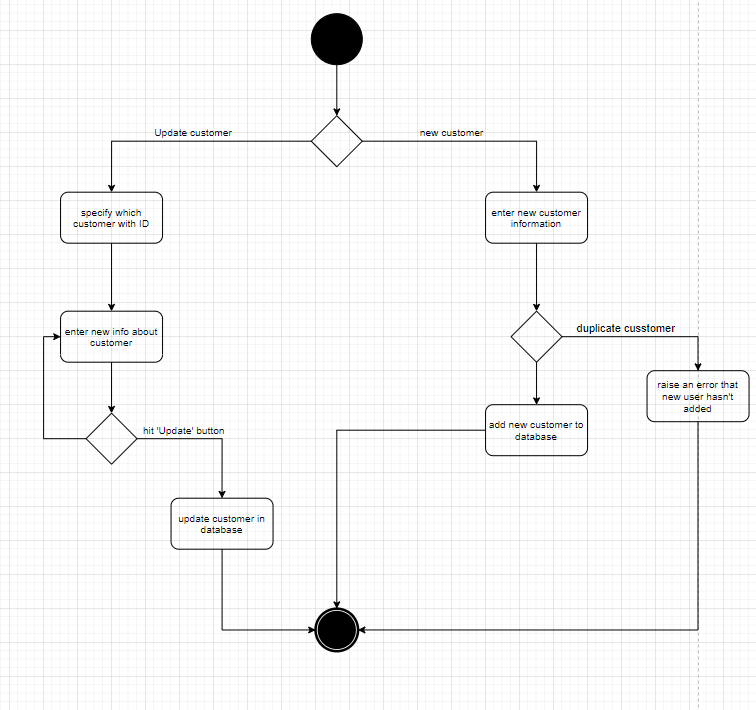 Update customer
new customer
specify which
customer with ID
enter new customer
information
enter new info about
customer
duplicate cusstomer
raise an error that
new user hasn't
added
add new customer to
database
hit 'Update' button
update customer in
database